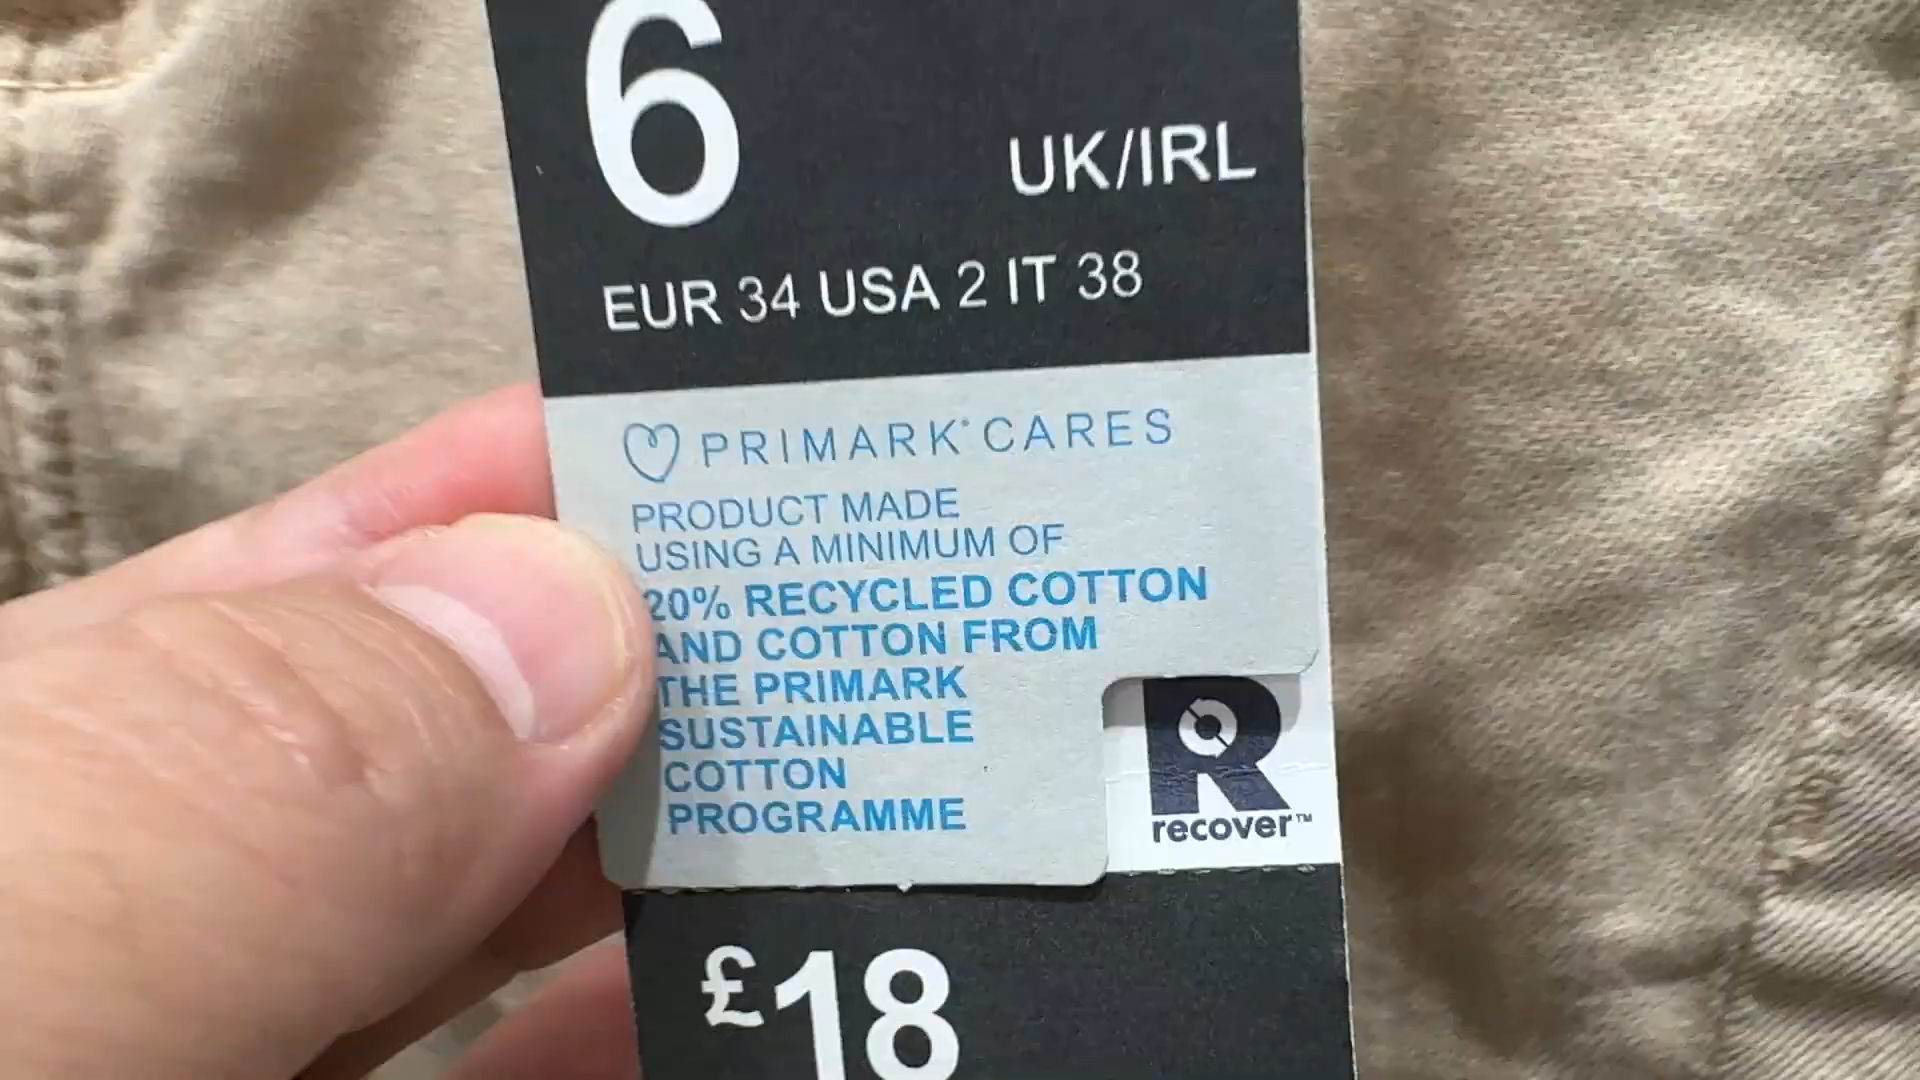 6
UK/IRL
EUR 34 USA 2 IT 38
PRIMARK® CARES
PRODUCT MADE
USING A MINIMUM OF
20% RECYCLED COTTON
AND COTTON FROM
THE PRIMARK
SUSTAINABLE
COTTON
PROGRAMME
R
recover™
£18